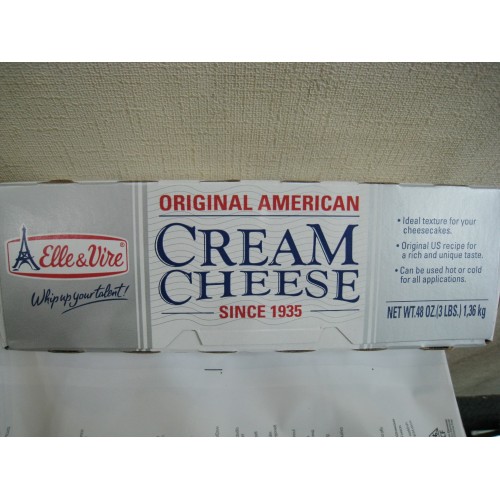 Elle & Vire®
Whip up, your talent!
ORIGINAL AMERICAN
CREAM
CHEESE
SINCE 1935
• Ideal texture for your
cheesecakes.
• Original US recipe for
a rich and unique taste.
• Can be used hot or cold
for all applications.
NET WT.48 OZ.(3 LBS.) 1,36 kg